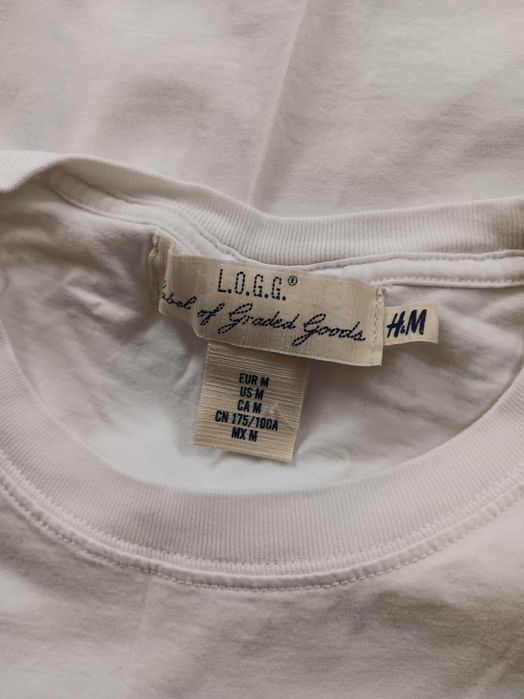 L.O.G.G.®
Label of Graded Goods
H&M
EUR M
US M
CA M
CN 175/100A
MX M